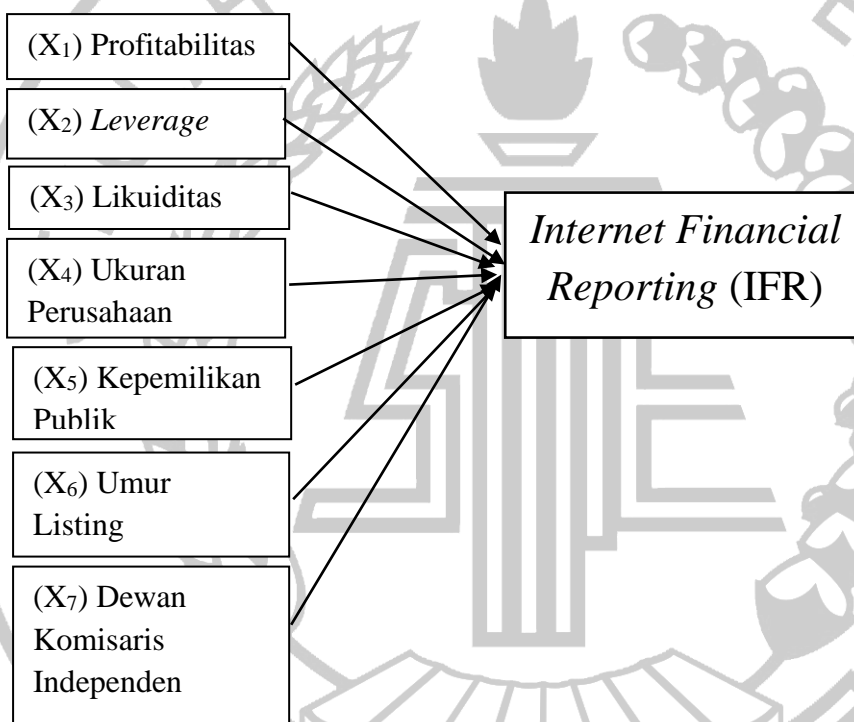 (X₁) Profitabilitas
(X₂) Leverage
(X₃) Likuiditas
(X₄) Ukuran
Perusahaan
(X₅) Kepemilikan
Publik
(X₆) Umur
Listing
(X₇) Dewan
Komisaris
Independen
Internet Financial
Reporting (IFR)